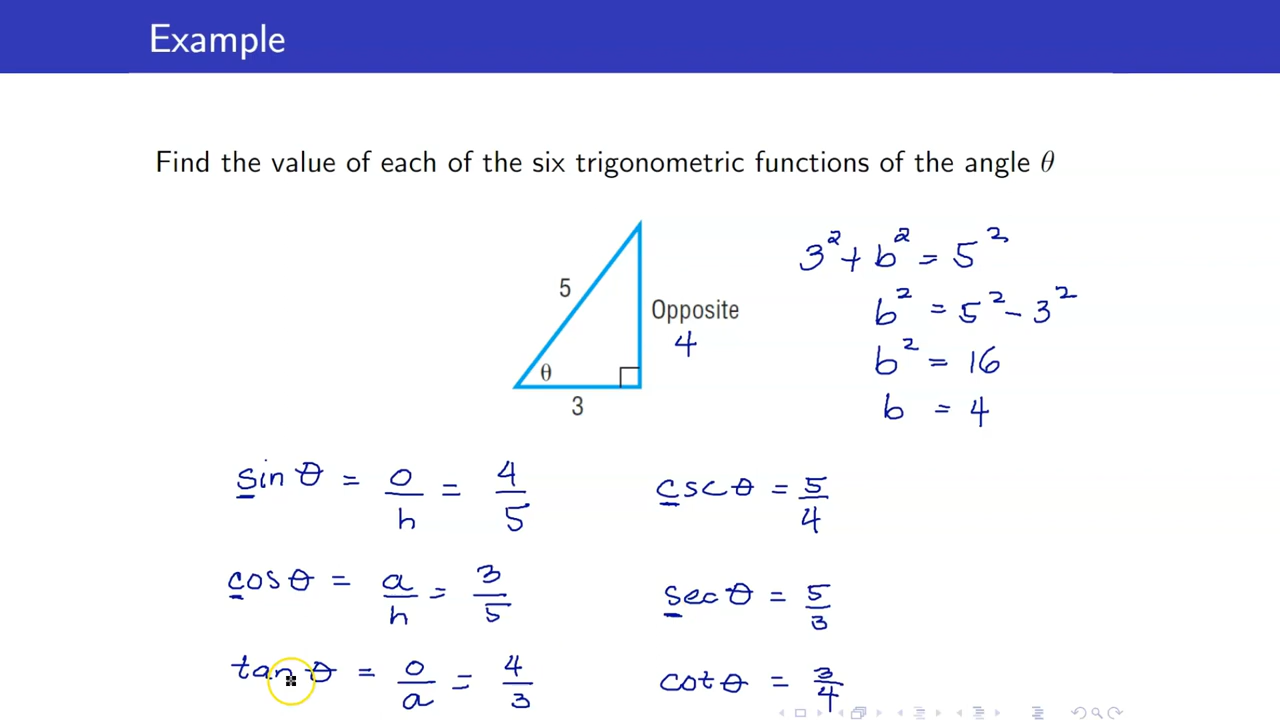 Example
Find the value of each of the six trigonometric functions of the angle θ
5
Opposite
4
θ
3
3² + b² = 5²
b² = 5² - 3²
b² = 16
b = 4
sin θ = o/h = 4/5
csc θ = 5/4
cos θ = a/h = 3/5
sec θ = 5/3
tan θ = o/a = 4/3
cot θ = 3/4